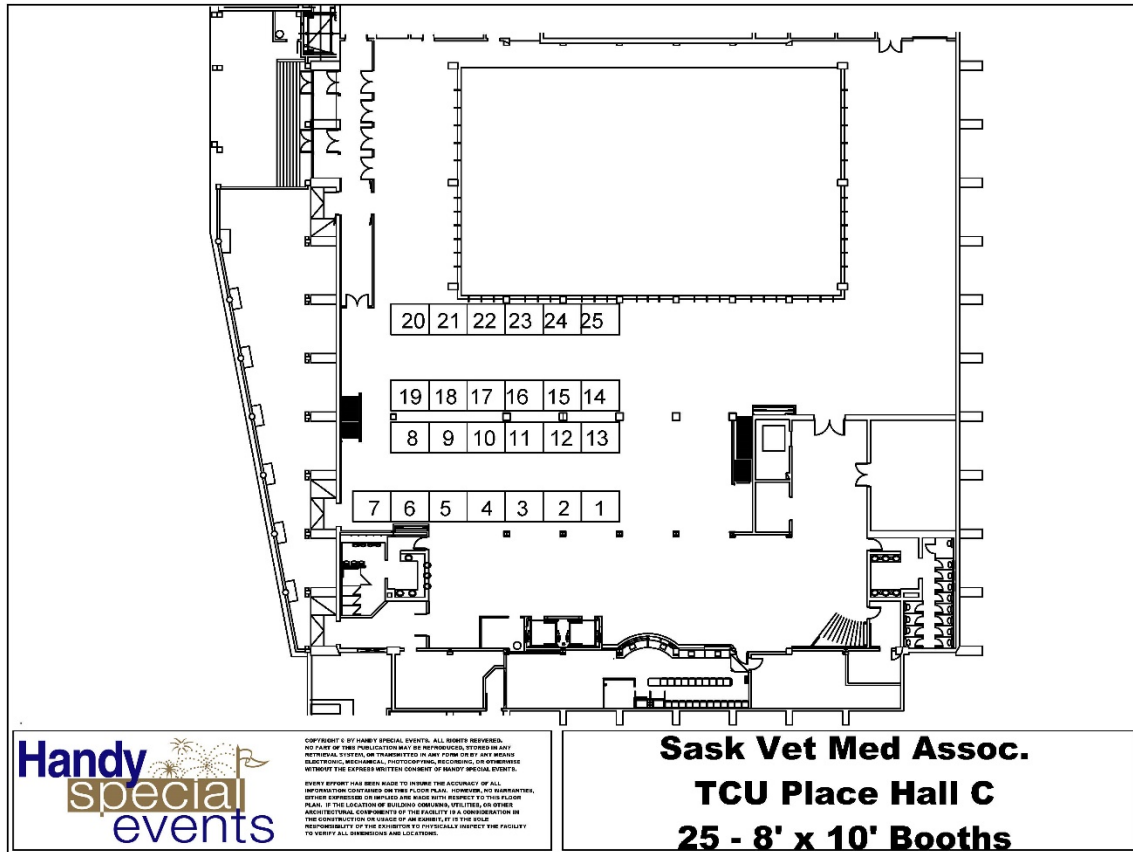 20 21 22 23 24 25
19 18 17 16 15 14
8 9 10 11 12 13
7 6 5 4 3 2 1
Handy
special
events
COPYRIGHT © BY HANDY SPECIAL EVENTS. ALL RIGHTS RESERVED.
NO PART OF THIS PUBLICATION MAY BE REPRODUCED, STORED IN ANY
RETRIEVAL SYSTEM, OR TRANSMITTED IN ANY FORM OR BY ANY MEANS
ELECTRONIC, MECHANICAL, PHOTOCOPYING, RECORDING, OR OTHERWISE
WITHOUT THE EXPRESS WRITTEN CONSENT OF HANDY SPECIAL EVENTS.
EVERY EFFORT HAS BEEN MADE TO INSURE THE ACCURACY OF ALL
INFORMATION CONTAINED ON THIS FLOOR PLAN. HOWEVER, NO WARRANTIES,
EITHER EXPRESSED OR IMPLIED ARE MADE WITH RESPECT TO THIS FLOOR
PLAN. IF THE LOCATION OF BUILDING COLUMNS, UTILITIES, OR OTHER
ARCHITECTURAL COMPONENTS OF THE FACILITY IS A CONSIDERATION IN
THE CONSTRUCTION OR USAGE OF AN EXHIBIT, IT IS THE SOLE
RESPONSIBILITY OF THE EXHIBITOR TO PHYSICALLY INSPECT THE FACILITY
TO VERIFY ALL DIMENSIONS AND LOCATIONS.
Sask Vet Med Assoc.
TCU Place Hall C
25 - 8' x 10' Booths